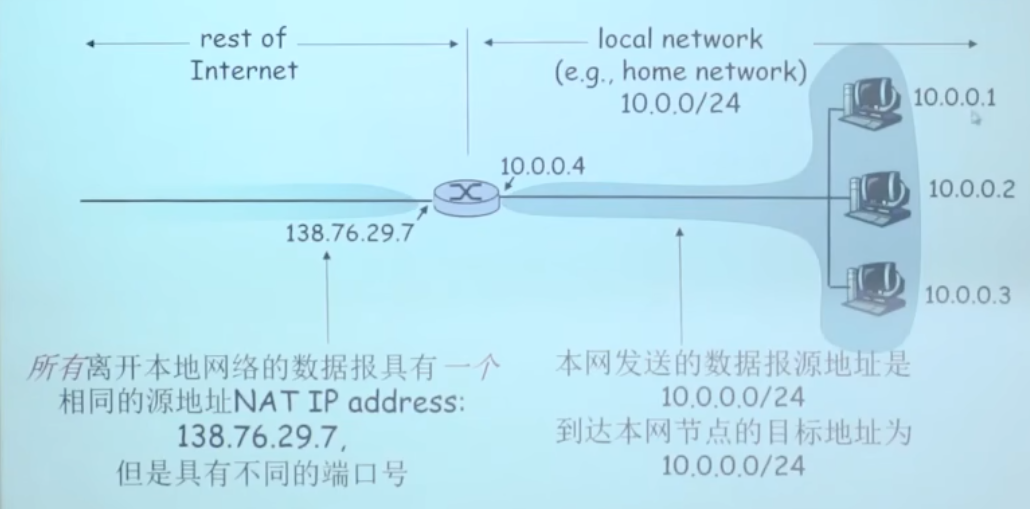 rest of
Internet
local network
(e.g., home network)
10.0.0/24
10.0.0.1
10.0.0.4
10.0.0.2
138.76.29.7
10.0.0.3
所有离开本地网络的数据报具有一个
相同的源地址NAT IP address:
138.76.29.7,
但是具有不同的端口号
本网发送的数据报源地址是
10.0.0.0/24
到达本网节点的目标地址为
10.0.0.0/24